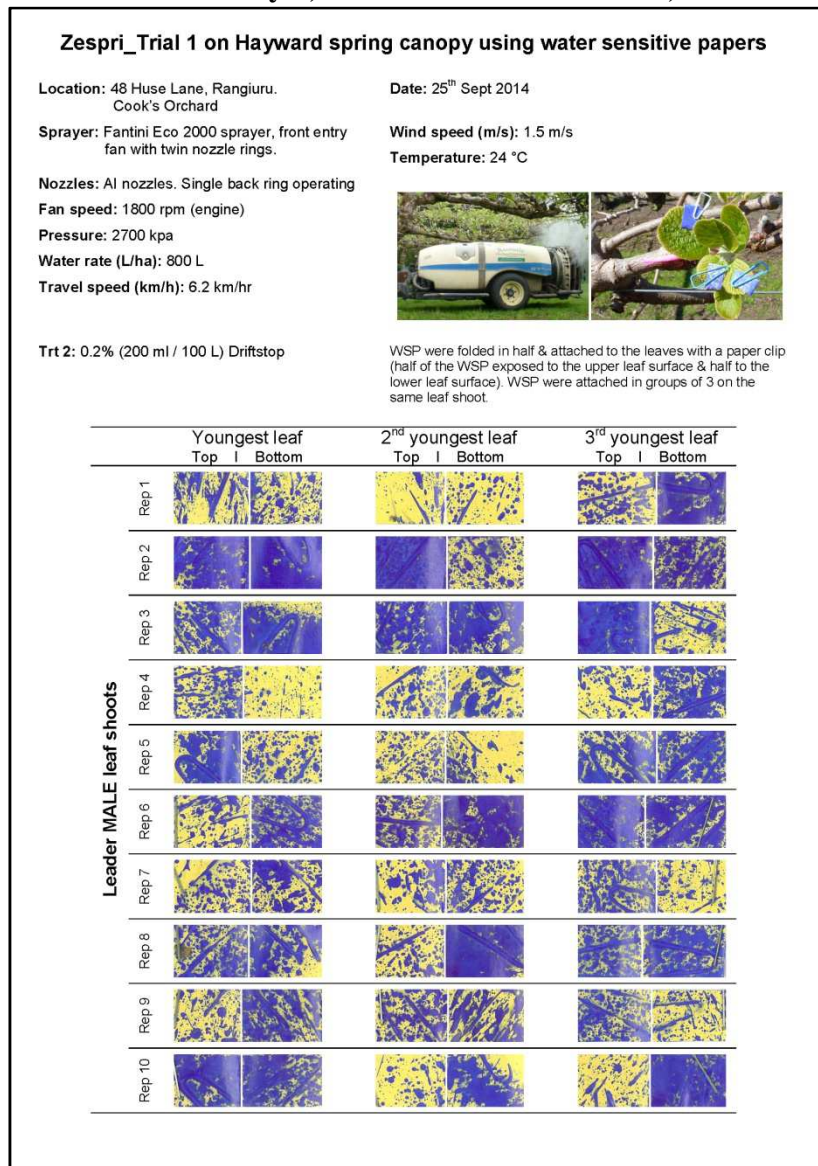 Zespri_Trial 1 on Hayward spring canopy using water sensitive papers
Location: 48 Huse Lane, Rangiuru.
Cook's Orchard
Date: 25th Sept 2014
Sprayer: Fantini Eco 2000 sprayer, front entry
fan with twin nozzle rings.
Wind speed (m/s): 1.5 m/s
Temperature: 24 °C
Nozzles: AI nozzles. Single back ring operating
Fan speed: 1800 rpm (engine)
Pressure: 2700 kpa
Water rate (L/ha): 800 L
Travel speed (km/h): 6.2 km/hr
Trt 2: 0.2% (200 ml / 100 L) Driftstop
WSP were folded in half & attached to the leaves with a paper clip
(half of the WSP exposed to the upper leaf surface & half to the
lower leaf surface). WSP were attached in groups of 3 on the
same leaf shoot.
Youngest leaf 2nd youngest leaf 3rd youngest leaf
Top I Bottom Top I Bottom Top I Bottom
Leader MALE leaf shoots
Rep 1
Rep 2
Rep 3
Rep 4
Rep 5
Rep 6
Rep 7
Rep 8
Rep 9
Rep 10